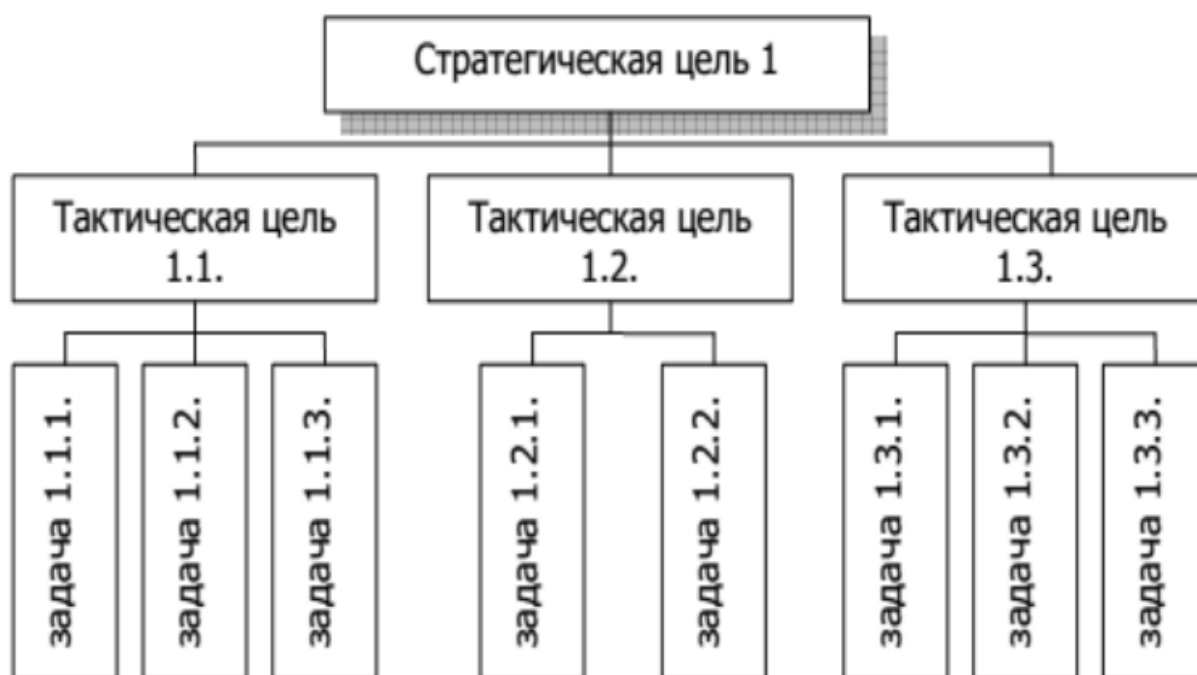 Стратегическая цель 1
Тактическая цель
1.1.
Тактическая цель
1.2.
Тактическая цель
1.3.
задача 1.1.1.
задача 1.1.2.
задача 1.1.3.
задача 1.2.1.
задача 1.2.2.
задача 1.3.1.
задача 1.3.2.
задача 1.3.3.